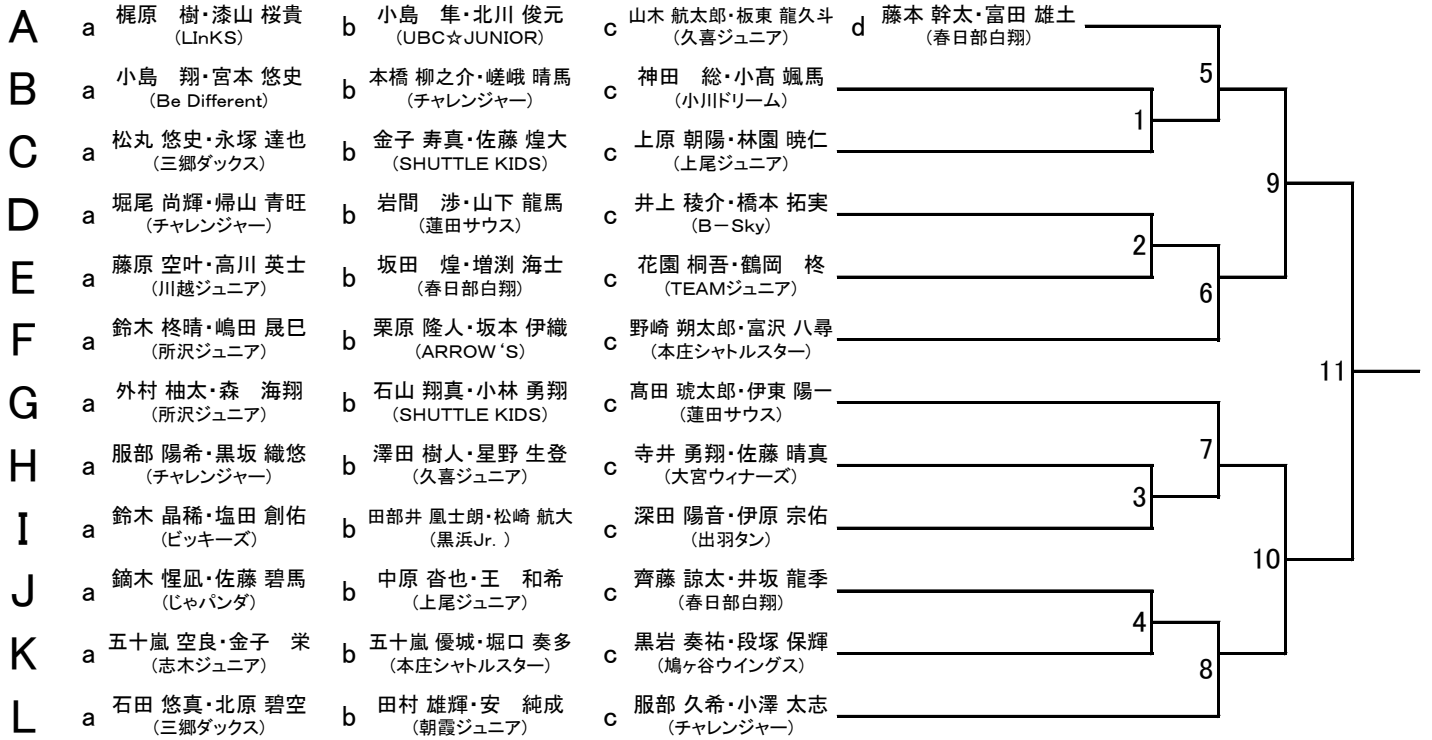 A a 梶原 樹・漆山 桜貴 b 小島 隼・北川 俊元 c 山木 航太郎・板東 龍久斗 d 藤本 幹太・富田 雄土
(LInKS) (UBC☆JUNIOR) (久喜ジュニア) (春日部白翔)
5
B a 小島 翔・宮本 悠史 b 本橋 柳之介・嵯峨 晴馬 c 神田 総・小髙 颯馬
(Be Different) (チャレンジャー) (小川ドリーム)
1
C a 松丸 悠史・永塚 達也 b 金子 寿真・佐藤 煌大 c 上原 朝陽・林園 暁仁
(三郷ダックス) (SHUTTLE KIDS) (上尾ジュニア)
9
D a 堀尾 尚輝・帰山 青旺 b 岩間 渉・山下 龍馬 c 井上 稜介・橋本 拓実
(チャレンジャー) (蓮田サウス) (B－Sky)
2
E a 藤原 空叶・高川 英士 b 坂田 煌・増渕 海士 c 花園 桐吾・鶴岡 柊
(川越ジュニア) (春日部白翔) (TEAMジュニア)
6
F a 鈴木 柊晴・嶋田 晟巳 b 栗原 隆人・坂本 伊織 c 野崎 朔太郎・富沢 八尋
(所沢ジュニア) (ARROW‘S) (本庄シャトルスター)
11
G a 外村 柚太・森 海翔 b 石山 翔真・小林 勇翔 c 髙田 琥太郎・伊東 陽一
(所沢ジュニア) (SHUTTLE KIDS) (蓮田サウス)
7
H a 服部 陽希・黒坂 織悠 b 澤田 樹人・星野 生登 c 寺井 勇翔・佐藤 晴真
(チャレンジャー) (久喜ジュニア) (大宮ウィナーズ)
3
I a 鈴木 晶稀・塩田 創佑 b 田部井 凰士朗・松崎 航大 c 深田 陽音・伊原 宗佑
(ビッキーズ) (黒浜Jr. ) (出羽タン)
10
J a 鏑木 惺凪・佐藤 碧馬 b 中原 沓也・王 和希 c 齊藤 諒太・井坂 龍季
(じゃパンダ) (上尾ジュニア) (春日部白翔)
4
K a 五十嵐 空良・金子 栄 b 五十嵐 優城・堀口 奏多 c 黒岩 奏祐・段塚 保輝
(志木ジュニア) (本庄シャトルスター) (鳩ヶ谷ウイングス)
8
L a 石田 悠真・北原 碧空 b 田村 雄輝・安 純成 c 服部 久希・小澤 太志
(三郷ダックス) (朝霞ジュニア) (チャレンジャー)